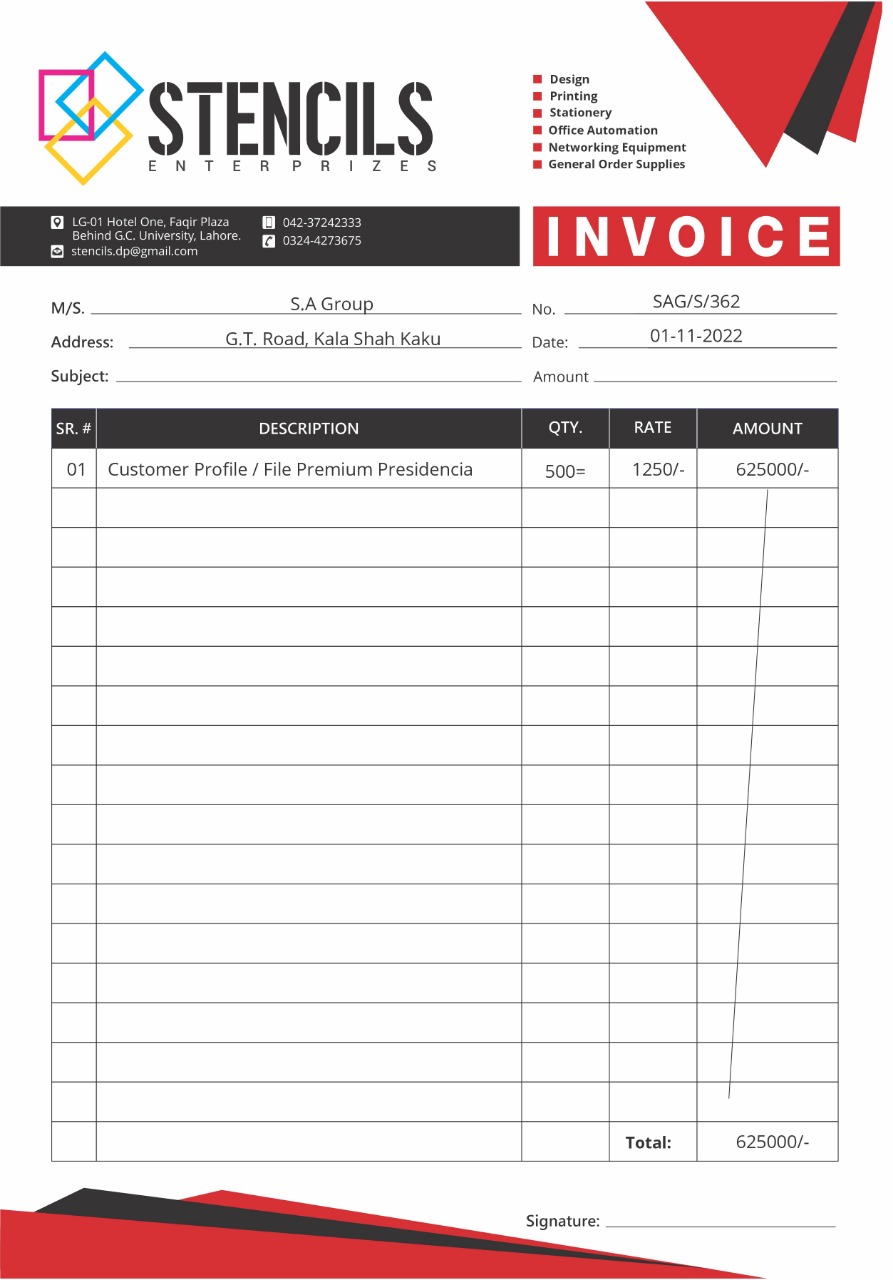 STENCILS
ENTERPRIZES
Design
Printing
Stationery
Office Automation
Networking Equipment
General Order Supplies
LG-01 Hotel One, Faqir Plaza
Behind G.C. University, Lahore.
stencils.dp@gmail.com
042-37242333
0324-4273675
INVOICE
M/S. S.A Group
No. SAG/S/362
Address: G.T. Road, Kala Shah Kaku
Date: 01-11-2022
Subject:
Amount
SR. # DESCRIPTION QTY. RATE AMOUNT
01 Customer Profile / File Premium Presidencia 500= 1250/- 625000/-
Total: 625000/-
Signature: